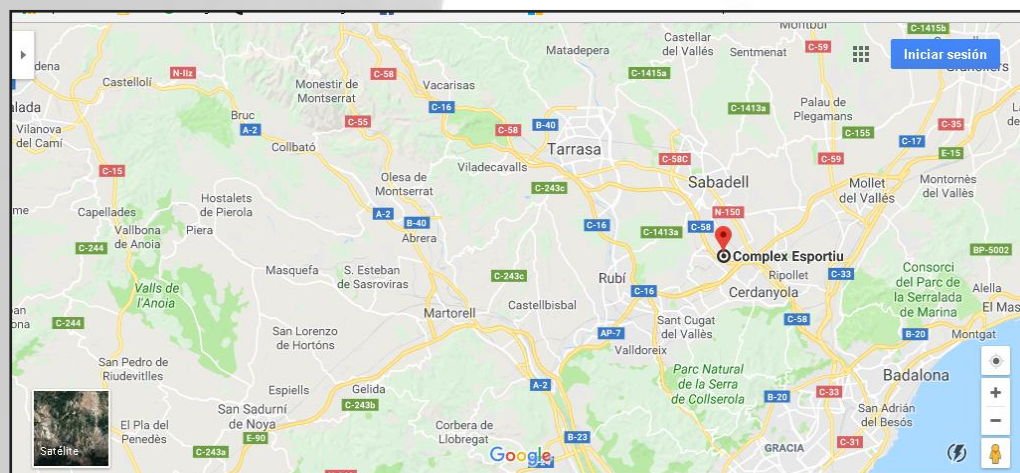 C-1415b
Montbui
Castellar
del Vallés
C-59
Iniciar sesión
Matadepera
Sentmenat
N-IIz
C-58
C-1415a
Castellolí
Monestir de
Montserrat
Vacarisas
Palau de
Plegamans
C-1413a
C-16
Bruc
C-55
C-58
B-40
C-35
Vilanova
del Camí
A-2
Collbató
Tarrasa
C-155
C-17
E-15
Viladecavalls
C-58C
C-59
C-15
Olesa de
Montserrat
C-243c
Sabadell
Mollet
del Vallès
Montornès
del Vallès
Hostalets
de Pierola
Capellades
A-2
B-40
C-16
C-1413a
C-58
N-150
Vallbona
de Anoia
Piera
Abrera
C-244
BP-5002
Complex Esportiu
Masquefa
S. Esteban
de Sasroviras
C-243c
Rubí
Ripollet
C-33
Consorci
del Parc de
la Serralada
de Marina
Alella
Valls de
l'Anoia
C-16
Cerdanyola
Castellbisbal
El Mas
C-244
Martorell
Sant Cugat
del Vallès
C-58
San Lorenzo
de Hortóns
AP-7
B-20
Montgat
Valldoreix
San Pedro de
Riudevitlles
Parc Natural
de la Serra
de Collserola
Badalona
Espiells
Gelida
A-2
B-20
C-33
C-243b
San Sadurní
de Noya
San Adrián
del Besós
El Pla del
Penedès
Corbera de
Llobregat
Satélite
E-90
B-23
C-31
C-243a
Google
GRACIA